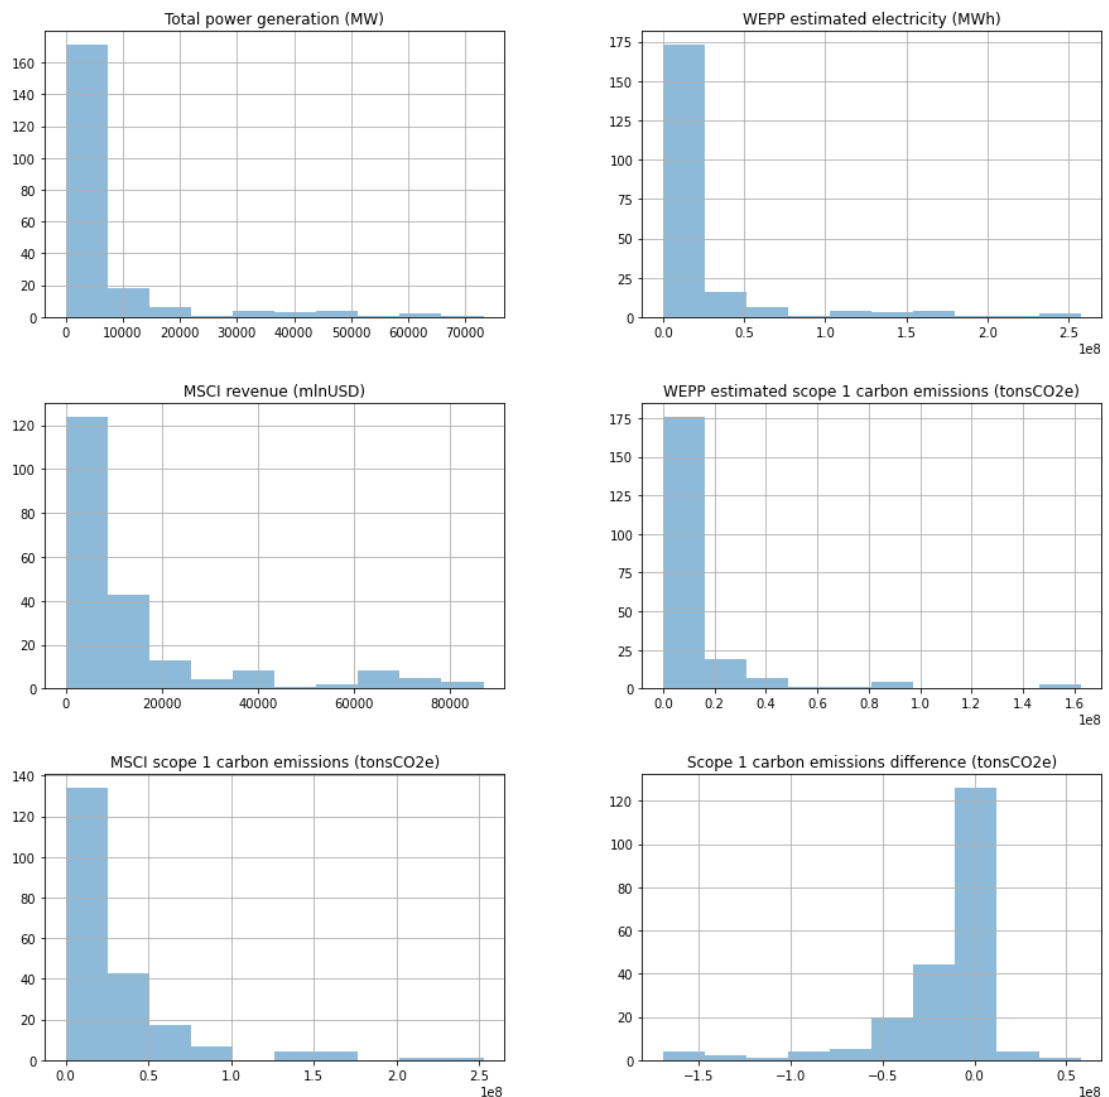 Total power generation (MW)
160
140
120
100
80
60
40
20
0
0 10000 20000 30000 40000 50000 60000 70000
WEPP estimated electricity (MWh)
175
150
125
100
75
50
25
0
0.0 0.5 1.0 1.5 2.0 2.5
1e8
MSCI revenue (mlnUSD)
120
100
80
60
40
20
0
0 20000 40000 60000 80000
WEPP estimated scope 1 carbon emissions (tonsCO2e)
175
150
125
100
75
50
25
0
0.0 0.2 0.4 0.6 0.8 1.0 1.2 1.4 1.6
1e8
MSCI scope 1 carbon emissions (tonsCO2e)
140
120
100
80
60
40
20
0
0.0 0.5 1.0 1.5 2.0 2.5
1e8
Scope 1 carbon emissions difference (tonsCO2e)
120
100
80
60
40
20
0
−1.5 −1.0 −0.5 0.0 0.5
1e8